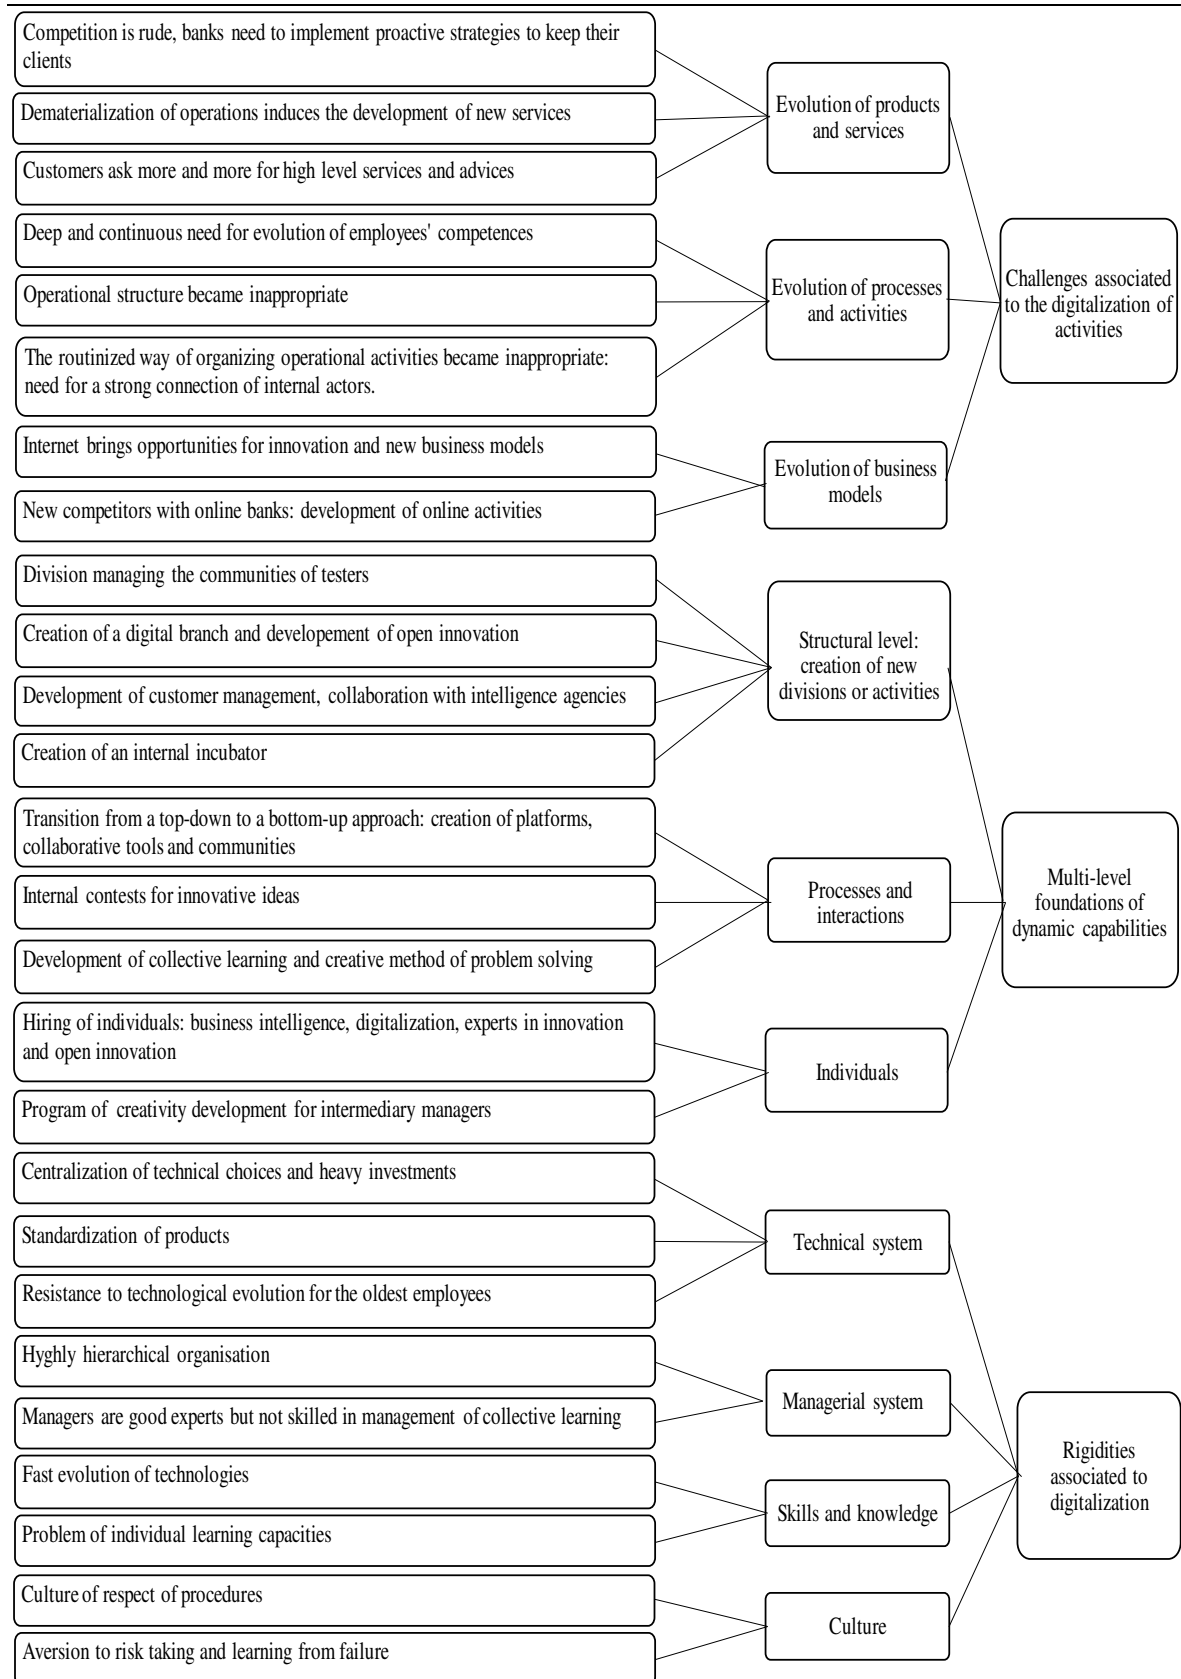 Competition is rude, banks need to implement proactive strategies to keep their
clients
Dematerialization of operations induces the development of new services
Customers ask more and more for high level services and advices
Evolution of products
and services
Deep and continuous need for evolution of employees' competences
Operational structure became inappropriate
The routinized way of organizing operational activities became inappropriate:
need for a strong connection of internal actors.
Evolution of processes
and activities
Internet brings opportunities for innovation and new business models
New competitors with online banks: development of online activities
Evolution of business
models
Challenges associated
to the digitalization of
activities
Division managing the communities of testers
Creation of a digital branch and developement of open innovation
Development of customer management, collaboration with intelligence agencies
Creation of an internal incubator
Structural level:
creation of new
divisions or activities
Transition from a top-down to a bottom-up approach: creation of platforms,
collaborative tools and communities
Internal contests for innovative ideas
Development of collective learning and creative method of problem solving
Processes and
interactions
Hiring of individuals: business intelligence, digitalization, experts in innovation
and open innovation
Program of creativity development for intermediary managers
Individuals
Multi-level
foundations of
dynamic capabilities
Centralization of technical choices and heavy investments
Standardization of products
Resistance to technological evolution for the oldest employees
Technical system
Hyghly hierarchical organisation
Managers are good experts but not skilled in management of collective learning
Managerial system
Fast evolution of technologies
Problem of individual learning capacities
Skills and knowledge
Culture of respect of procedures
Aversion to risk taking and learning from failure
Culture
Rigidities
associated to
digitalization